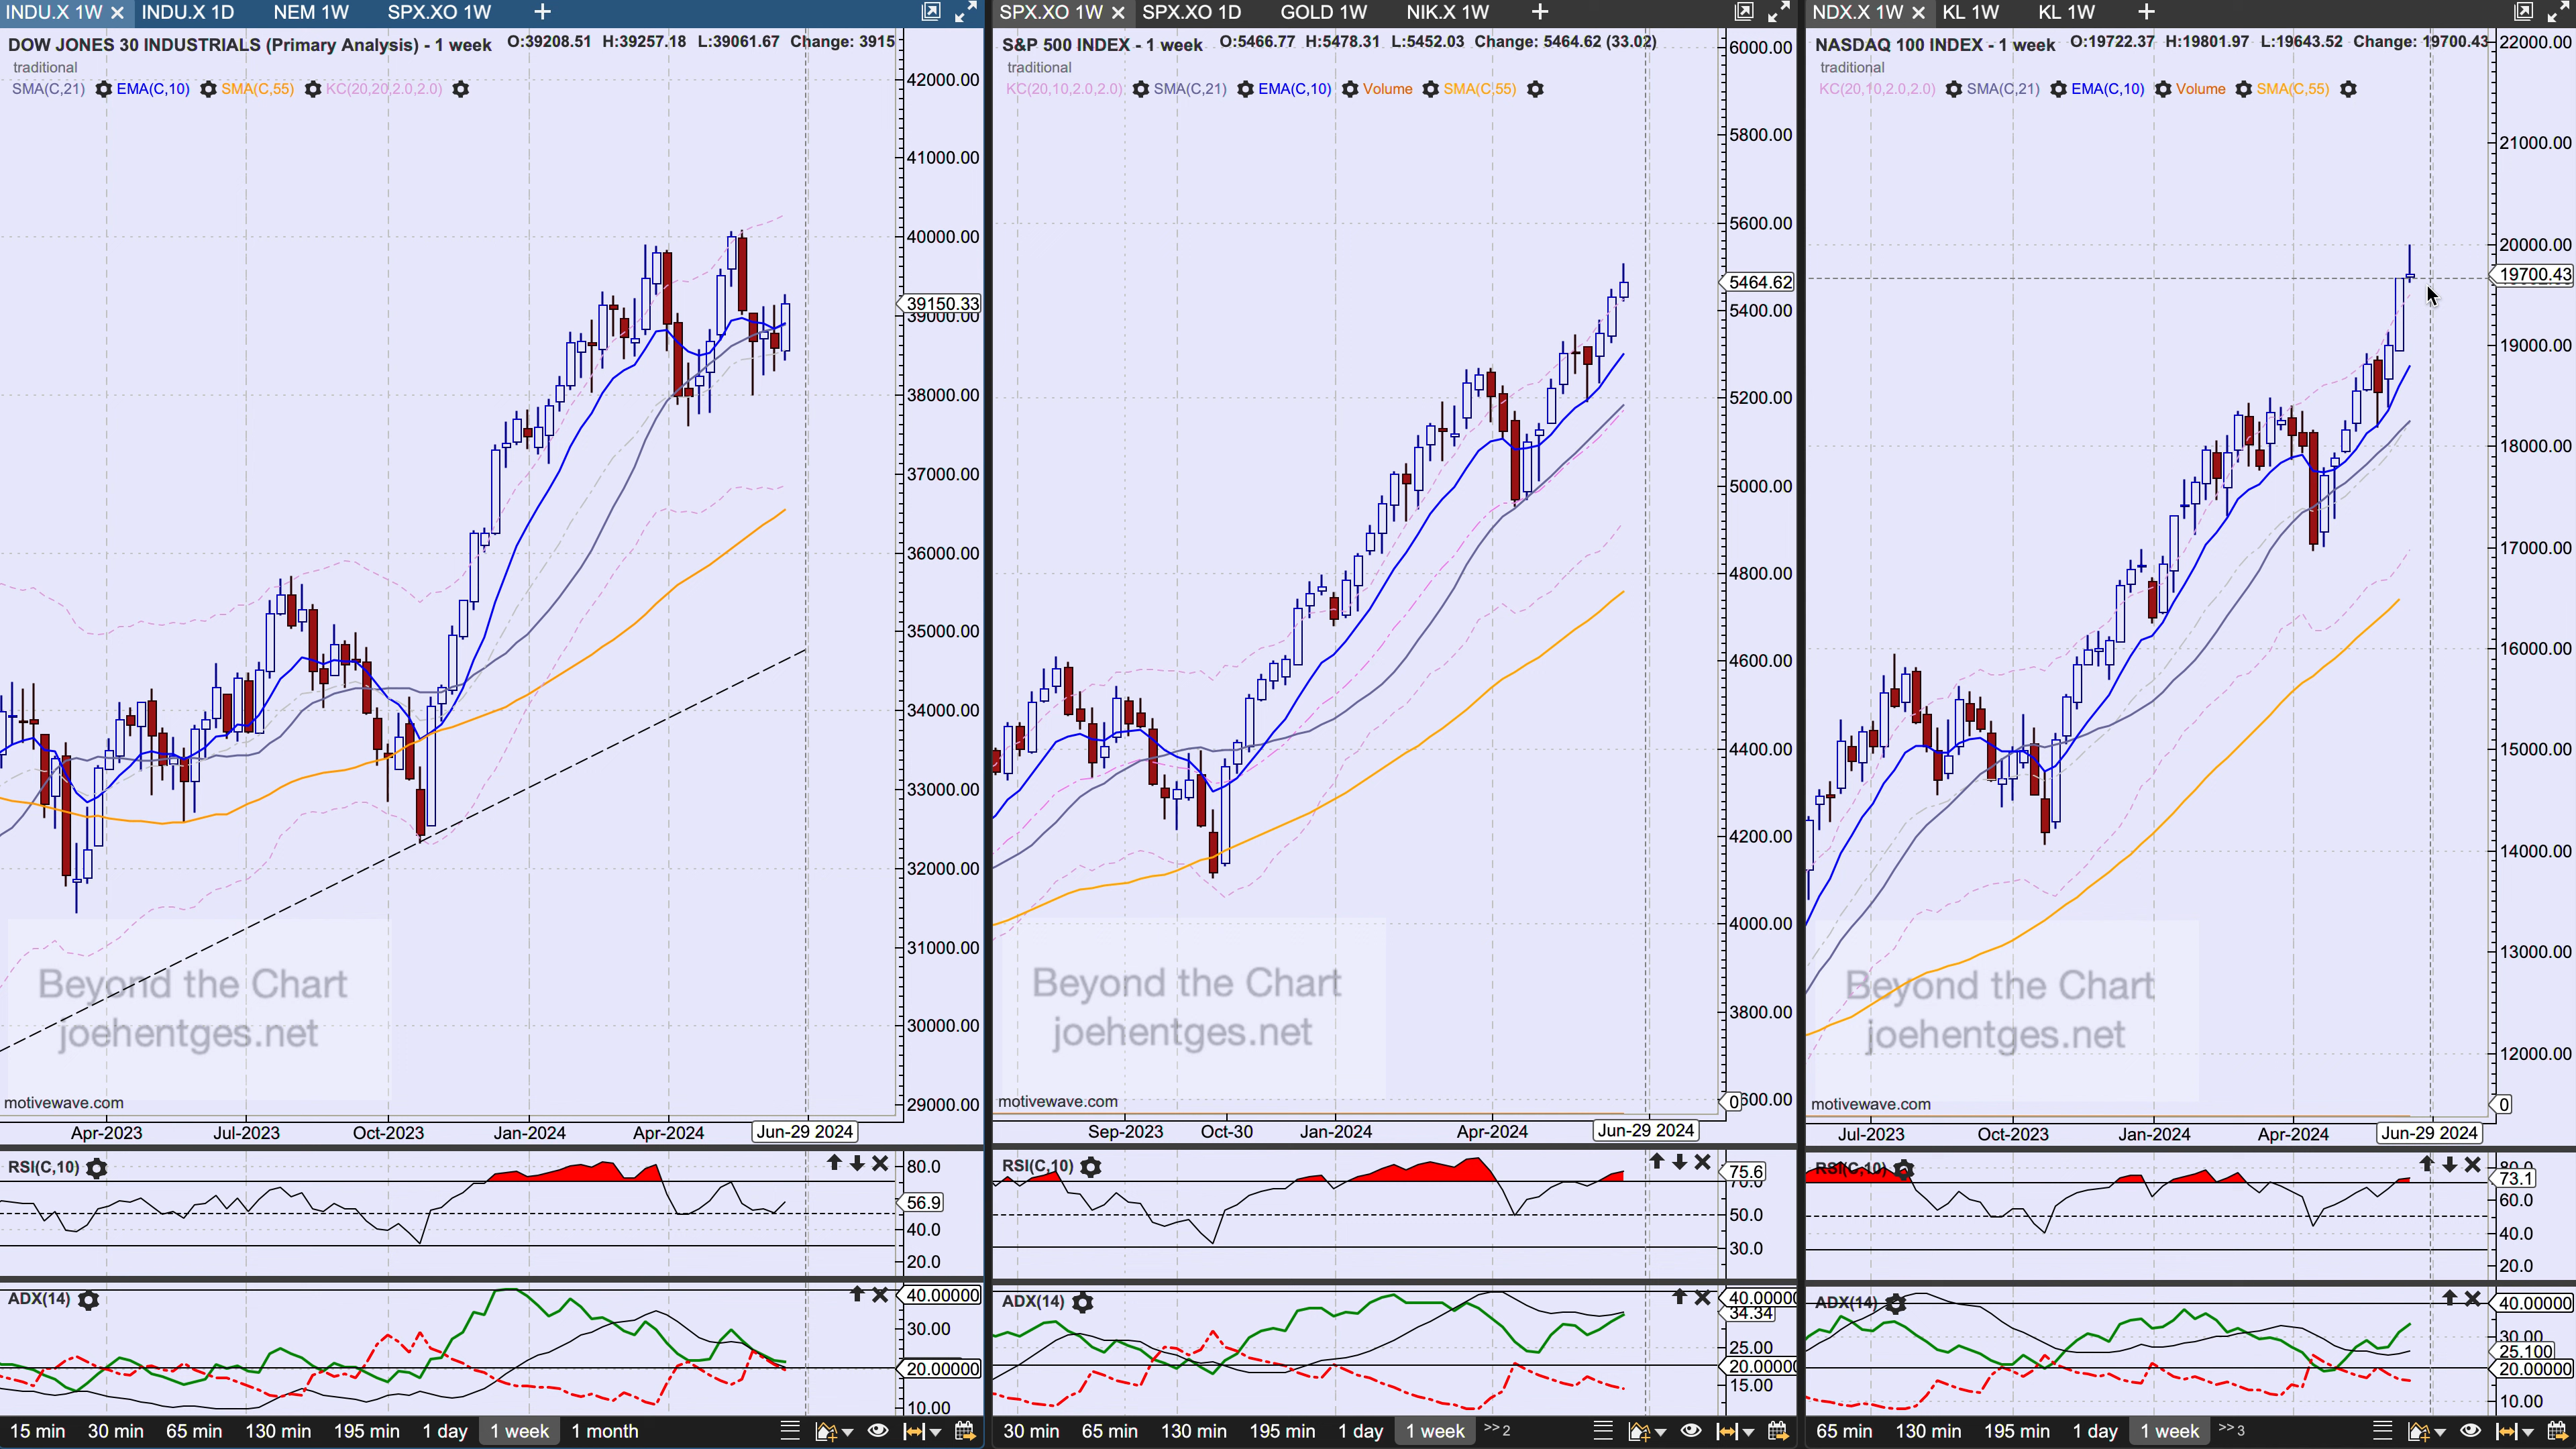 INDU.X 1W INDU.X 1D NEM 1W SPX.XO 1W
DOW JONES 30 INDUSTRIALS (Primary Analysis) - 1 week O:39208.51 H:39257.18 L:39061.67 Change: 3915
traditional
SMA(C,21) EMA(C,10) SMA(C,55) KC(20,20,2.0,2.0)
42000.00
41000.00
40000.00
39150.33
39000.00
38000.00
37000.00
36000.00
35000.00
34000.00
33000.00
32000.00
31000.00
30000.00
29000.00
Beyond the Chart
joehentges.net
motivewave.com
Apr-2023 Jul-2023 Oct-2023 Jan-2024 Apr-2024 Jun-29 2024
RSI(C,10)
80.0
56.9
40.0
20.0
ADX(14)
40.00000
30.00
20.00000
10.00
15 min 30 min 65 min 130 min 195 min 1 day 1 week 1 month
SPX.XO 1W SPX.XO 1D GOLD 1W NIK.X 1W
S&P 500 INDEX - 1 week O:5466.77 H:5478.31 L:5452.03 Change: 5464.62 (33.02)
traditional
KC(20,10,2.0,2.0) SMA(C,21) EMA(C,10) Volume SMA(C,55)
6000.00
5800.00
5600.00
5464.62
5400.00
5200.00
5000.00
4800.00
4600.00
4400.00
4200.00
4000.00
3800.00
0
600.00
Beyond the Chart
joehentges.net
motivewave.com
Sep-2023 Oct-30 Jan-2024 Apr-2024 Jun-29 2024
RSI(C,10)
75.6
70.0
50.0
30.0
ADX(14)
40.00000
34.34
25.00
20.00000
15.00
30 min 65 min 130 min 195 min 1 day 1 week >> 2
NDX.X 1W KL 1W KL 1W
NASDAQ 100 INDEX - 1 week O:19722.37 H:19801.97 L:19643.52 Change: 19700.43
traditional
KC(20,10,2.0,2.0) SMA(C,21) EMA(C,10) Volume SMA(C,55)
22000.00
21000.00
20000.00
19700.43
19000.00
18000.00
17000.00
16000.00
15000.00
14000.00
13000.00
12000.00
0
Beyond the Chart
joehentges.net
motivewave.com
Jul-2023 Oct-2023 Jan-2024 Apr-2024 Jun-29 2024
RSI(C,10)
80.0
73.1
60.0
40.0
20.0
ADX(14)
40.00000
30.00
25.100
20.00000
10.00
65 min 130 min 195 min 1 day 1 week >> 3